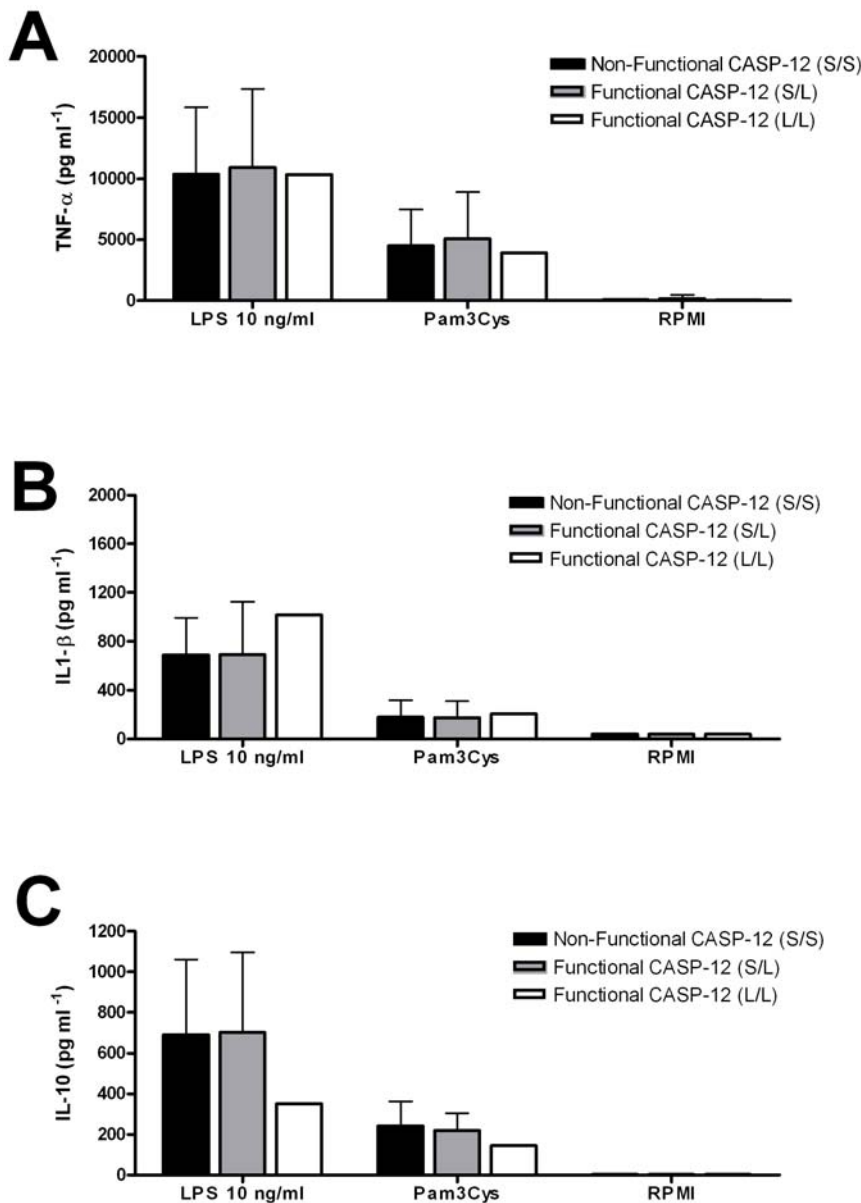 A
20000
15000
10000
5000
0
TNF-α (pg ml⁻¹)
Non-Functional CASP-12 (S/S)
Functional CASP-12 (S/L)
Functional CASP-12 (L/L)
LPS 10 ng/ml Pam3Cys RPMI
B
2000
1600
1200
800
400
0
IL1-β (pg ml⁻¹)
Non-Functional CASP-12 (S/S)
Functional CASP-12 (S/L)
Functional CASP-12 (L/L)
LPS 10 ng/ml Pam3Cys RPMI
C
1200
1000
800
600
400
200
0
IL-10 (pg ml⁻¹)
Non-Functional CASP-12 (S/S)
Functional CASP-12 (S/L)
Functional CASP-12 (L/L)
LPS 10 ng/ml Pam3Cys RPMI